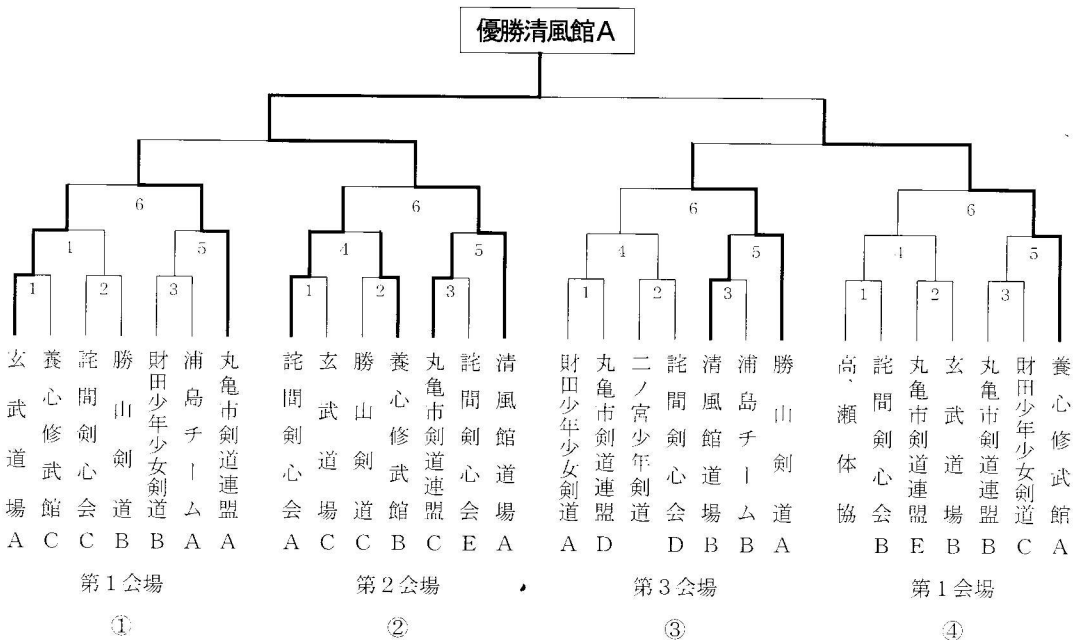 優勝清風館A
6
6
6
6
4
5
4
5
4
5
4
5
1
2
3
1
2
3
1
2
3
1
2
3
玄武道場A
養心修武館C
詫間剣心会C
勝山剣道B
財田少年少女剣道B
浦島チームA
丸亀市剣道連盟A
詫間剣心会A
玄武道場C
勝山剣道C
養心修武館B
丸亀市剣道連盟C
詫間剣心会E
清風館道場A
財田少年少女剣道A
丸亀市剣道連盟D
二ノ宮少年剣道
詫間剣心会D
清風館道場B
浦島チームB
勝山剣道A
高瀬体協
詫間剣心会B
丸亀市剣道連盟E
玄武道場B
丸亀市剣道連盟B
財田少年少女剣道C
養心修武館A
第1会場
第2会場
第3会場
第1会場
①
②
③
④